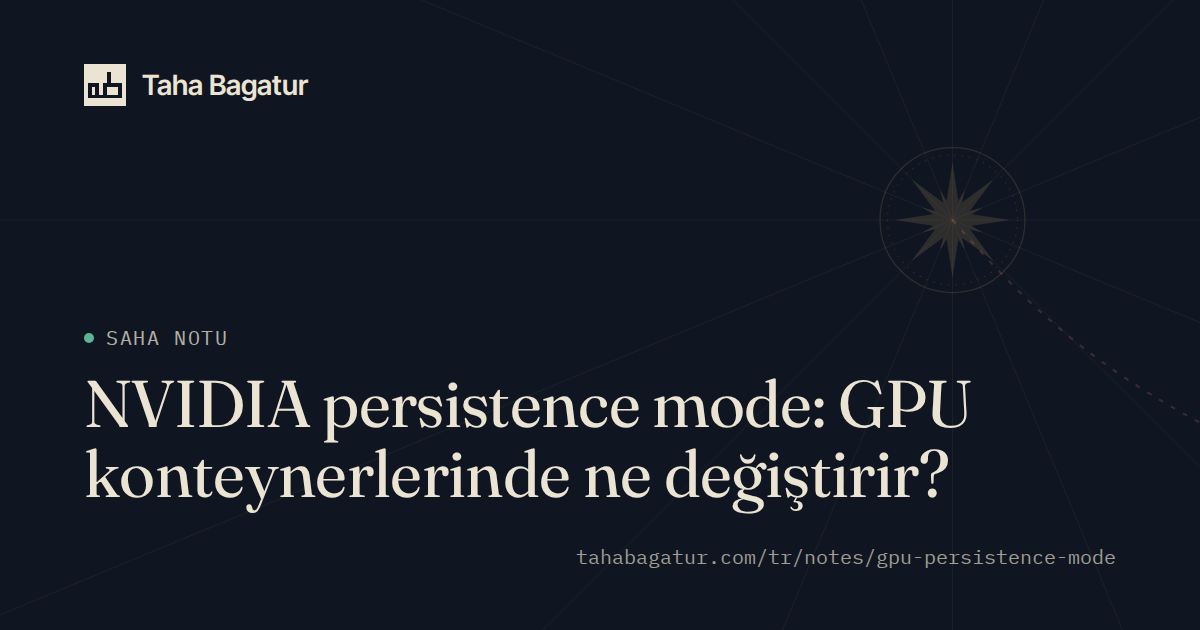 Taha Bagatur
SAHA NOTU
NVIDIA persistence mode: GPU
konteynerlerinde ne değiştirir?
tahabagatur.com/tr/notes/gpu-persistence-mode